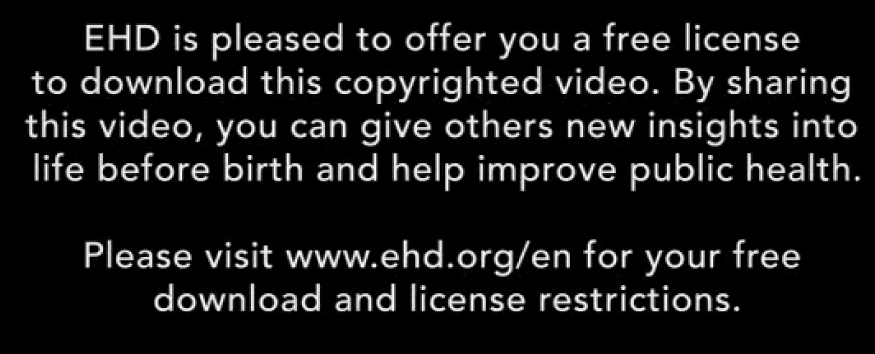 EHD is pleased to offer you a free license
to download this copyrighted video. By sharing
this video, you can give others new insights into
life before birth and help improve public health.
Please visit www.ehd.org/en for your free
download and license restrictions.